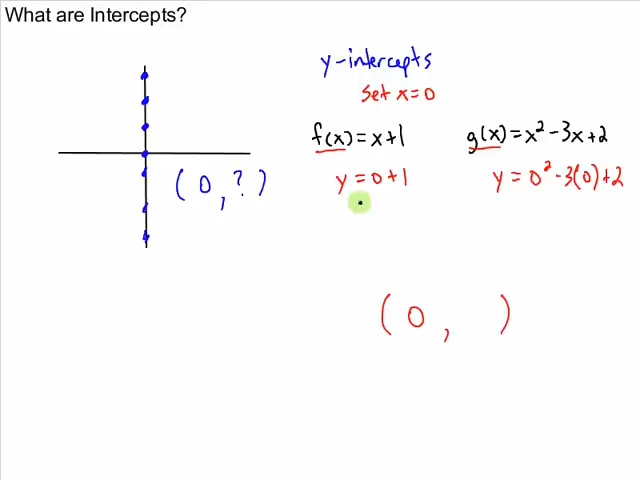 What are Intercepts?
y-intercepts
Set x=0
f(x) = x+1
g(x) = x² - 3x + 2
y = 0 + 1
y = 0² - 3(0) + 2
(0, ?)
(0, )